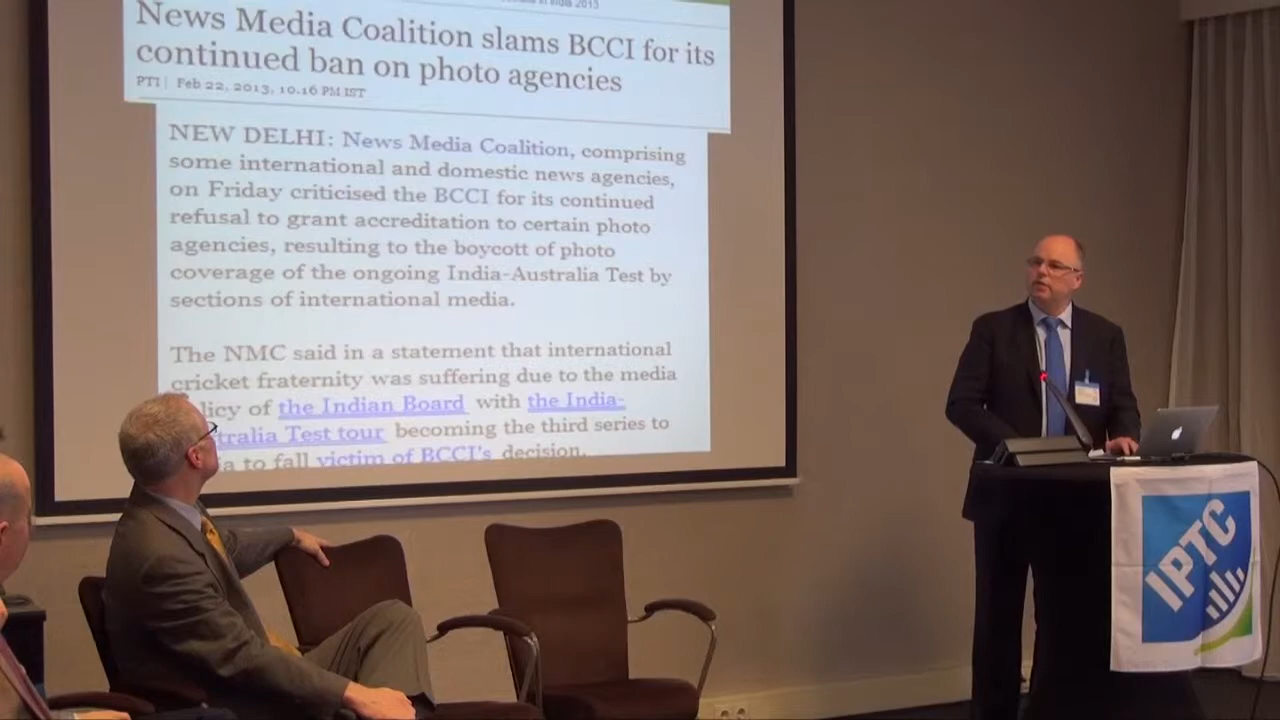 News Media Coalition slams BCCI for its
continued ban on photo agencies
PTI | Feb 22, 2013, 10.16 PM IST
NEW DELHI: News Media Coalition, comprising
some international and domestic news agencies,
on Friday criticised the BCCI for its continued
refusal to grant accreditation to certain photo
agencies, resulting to the boycott of photo
coverage of the ongoing India-Australia Test by
sections of international media.
The NMC said in a statement that international
cricket fraternity was suffering due to the media
licy of the Indian Board with the India-
tralia Test tour becoming the third series to
a to fall victim of BCCI's decision.
IPTC